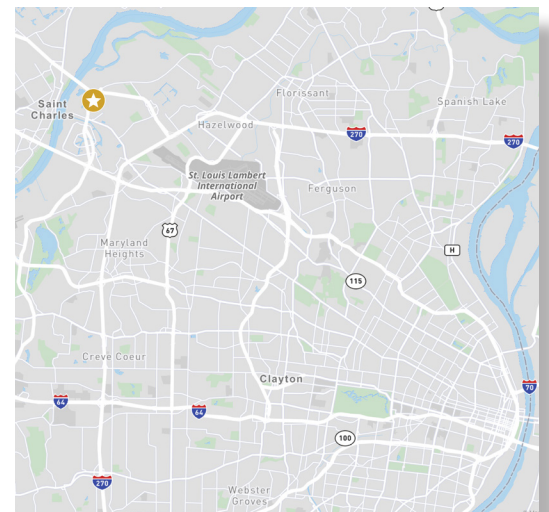 Florissant
Spanish Lake
Saint
Charles
Hazelwood
270
270
St. Louis Lambert
International
Airport
Ferguson
67
Maryland
Heights
H
115
Creve Coeur
Clayton
70
64
64
100
270
Webster
Groves